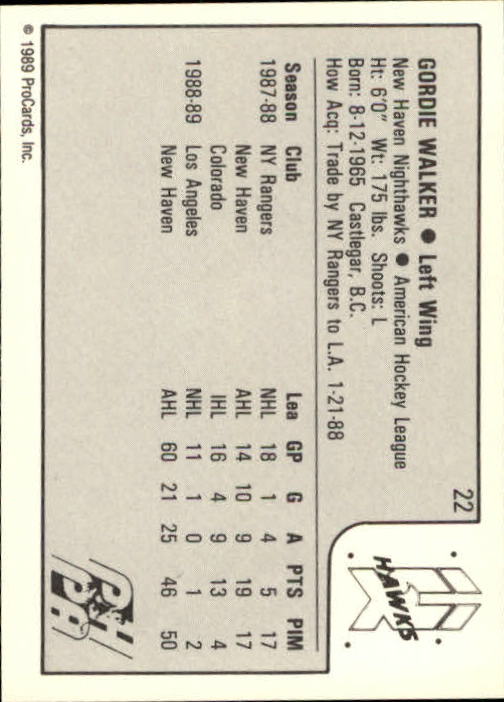 22
GORDIE WALKER ● Left Wing
New Haven Nighthawks ● American Hockey League
Ht: 6'0" Wt: 175 lbs. Shoots: L
Born: 8-12-1965 Castlegar, B.C.
How Acq: Trade by NY Rangers to L.A. 1-21-88
Season Club Lea GP G A PTS PIM
1987-88 NY Rangers NHL 18 1 4 5 17
New Haven AHL 14 10 9 19 17
Colorado IHL 16 4 9 13 4
1988-89 Los Angeles NHL 11 1 0 1 2
New Haven AHL 60 21 25 46 50
HAWKS
© 1989 ProCards, Inc.